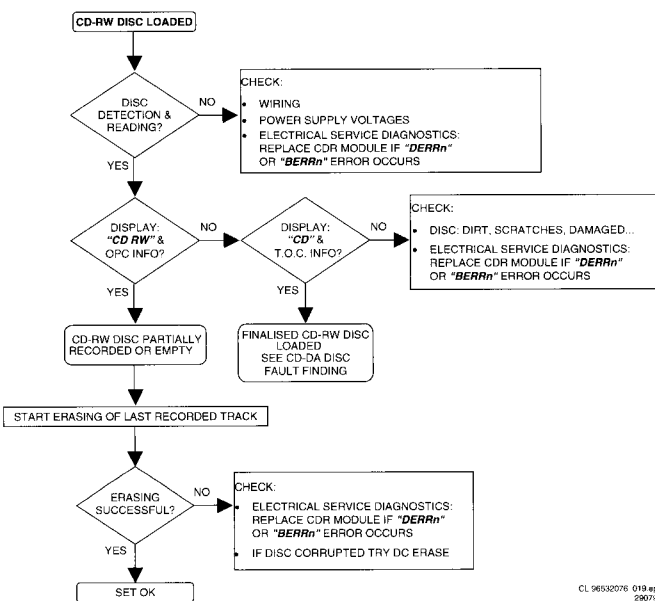 CD-RW DISC LOADED
DISC
DETECTION &
READING?
NO
YES
CHECK:
• WIRING
• POWER SUPPLY VOLTAGES
• ELECTRICAL SERVICE DIAGNOSTICS:
REPLACE CDR MODULE IF "DERRn"
OR "BERRn" ERROR OCCURS
DISPLAY:
"CD RW" &
OPC INFO?
NO
YES
DISPLAY:
"CD" &
T.O.C. INFO?
NO
YES
CHECK:
• DISC: DIRT, SCRATCHES, DAMAGED...
• ELECTRICAL SERVICE DIAGNOSTICS:
REPLACE CDR MODULE IF "DERRn"
OR "BERRn" ERROR OCCURS
CD-RW DISC PARTIALLY
RECORDED OR EMPTY
FINALISED CD-RW DISC
LOADED
SEE CD-DA DISC
FAULT FINDING
START ERASING OF LAST RECORDED TRACK
ERASING
SUCCESSFUL?
NO
YES
CHECK:
• ELECTRICAL SERVICE DIAGNOSTICS:
REPLACE CDR MODULE IF "DERRn"
OR "BERRn" ERROR OCCURS
• IF DISC CORRUPTED TRY DC ERASE
SET OK
CL 96532076